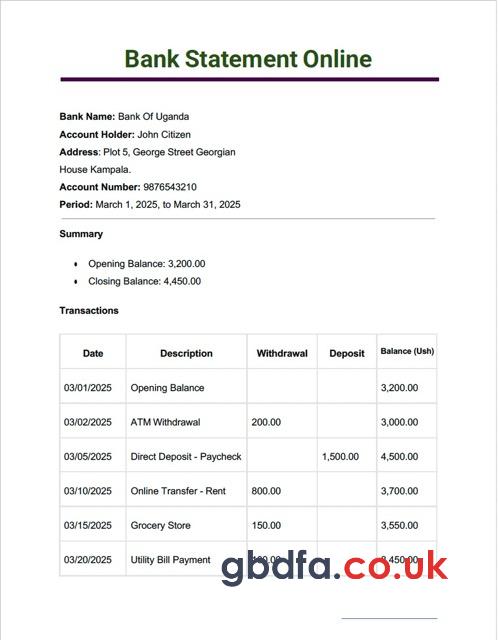 Bank Statement Online
Bank Name: Bank Of Uganda
Account Holder: John Citizen
Address: Plot 5, George Street Georgian
House Kampala.
Account Number: 9876543210
Period: March 1, 2025, to March 31, 2025
Summary
• Opening Balance: 3,200.00
• Closing Balance: 4,450.00
Transactions
Date Description Withdrawal Deposit Balance (Ush)
03/01/2025 Opening Balance 3,200.00
03/02/2025 ATM Withdrawal 200.00 3,000.00
03/05/2025 Direct Deposit - Paycheck 1,500.00 4,500.00
03/10/2025 Online Transfer - Rent 800.00 3,700.00
03/15/2025 Grocery Store 150.00 3,550.00
03/20/2025 Utility Bill Payment
gbdfa.co.uk